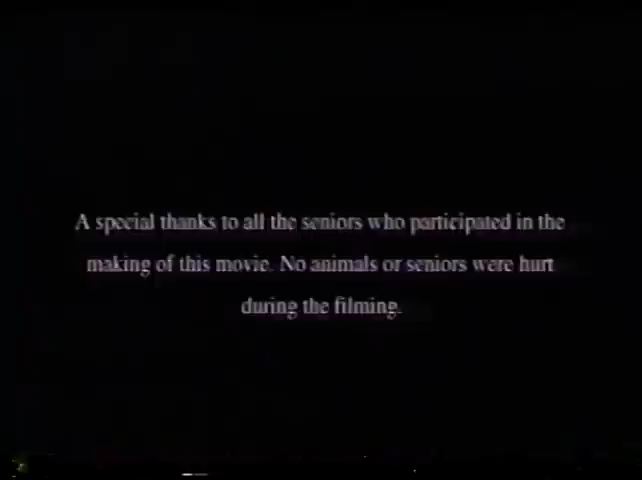 A special thanks to all the seniors who participated in the
making of this movie. No animals or seniors were hurt
during the filming.